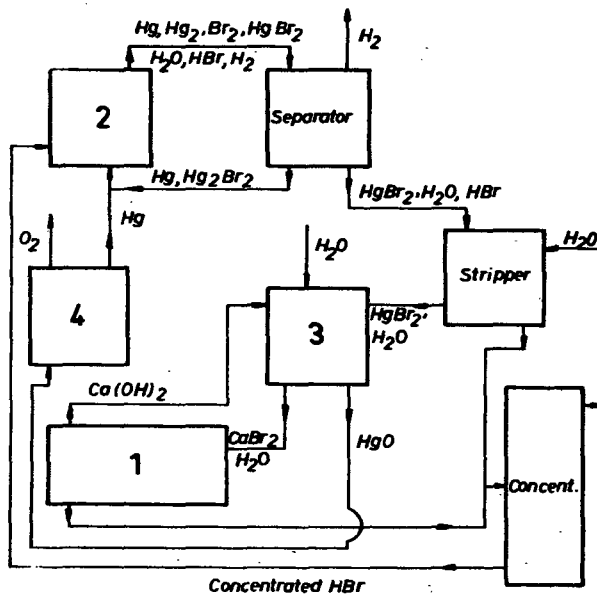 Hg, Hg2, Br2, HgBr2
H2O, HBr, H2
H2
2
Separator
Hg, Hg2Br2
HgBr2, H2O, HBr
Hg
O2
H2O
H2O
Stripper
4
3
HgBr2,
H2O
Ca(OH)2
CaBr2
H2O
HgO
1
Concent.
Concentrated HBr